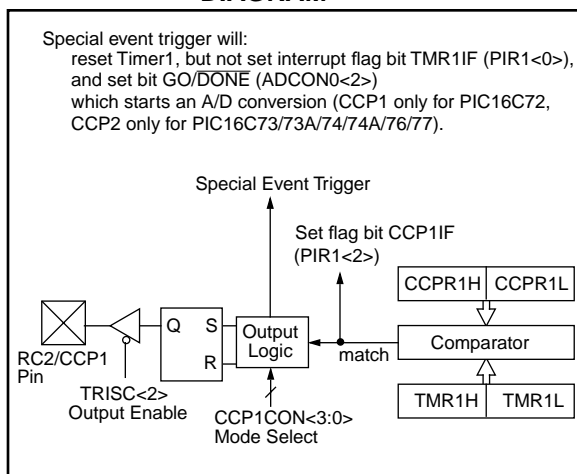 DIAGRAM
Special event trigger will:
reset Timer1, but not set interrupt flag bit TMR1IF (PIR1<0>),
and set bit GO/DONE (ADCON0<2>)
which starts an A/D conversion (CCP1 only for PIC16C72,
CCP2 only for PIC16C73/73A/74/74A/76/77).
Special Event Trigger
Set flag bit CCP1IF
(PIR1<2>)
CCPR1H CCPR1L
Q S
R
Output
Logic
match
Comparator
RC2/CCP1
Pin
TRISC<2>
Output Enable
CCP1CON<3:0>
Mode Select
TMR1H TMR1L